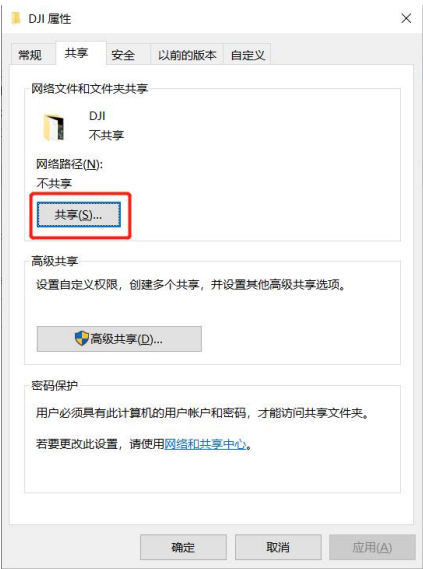 DJI 属性
常规 共享 安全 以前的版本 自定义
网络文件和文件夹共享
DJI
不共享
网络路径(N):
不共享
共享(S)...
高级共享
设置自定义权限，创建多个共享，并设置其他高级共享选项。
高级共享(D)...
密码保护
用户必须具有此计算机的用户帐户和密码，才能访问共享文件夹。
若要更改此设置，请使用网络和共享中心。
确定 取消 应用(A)